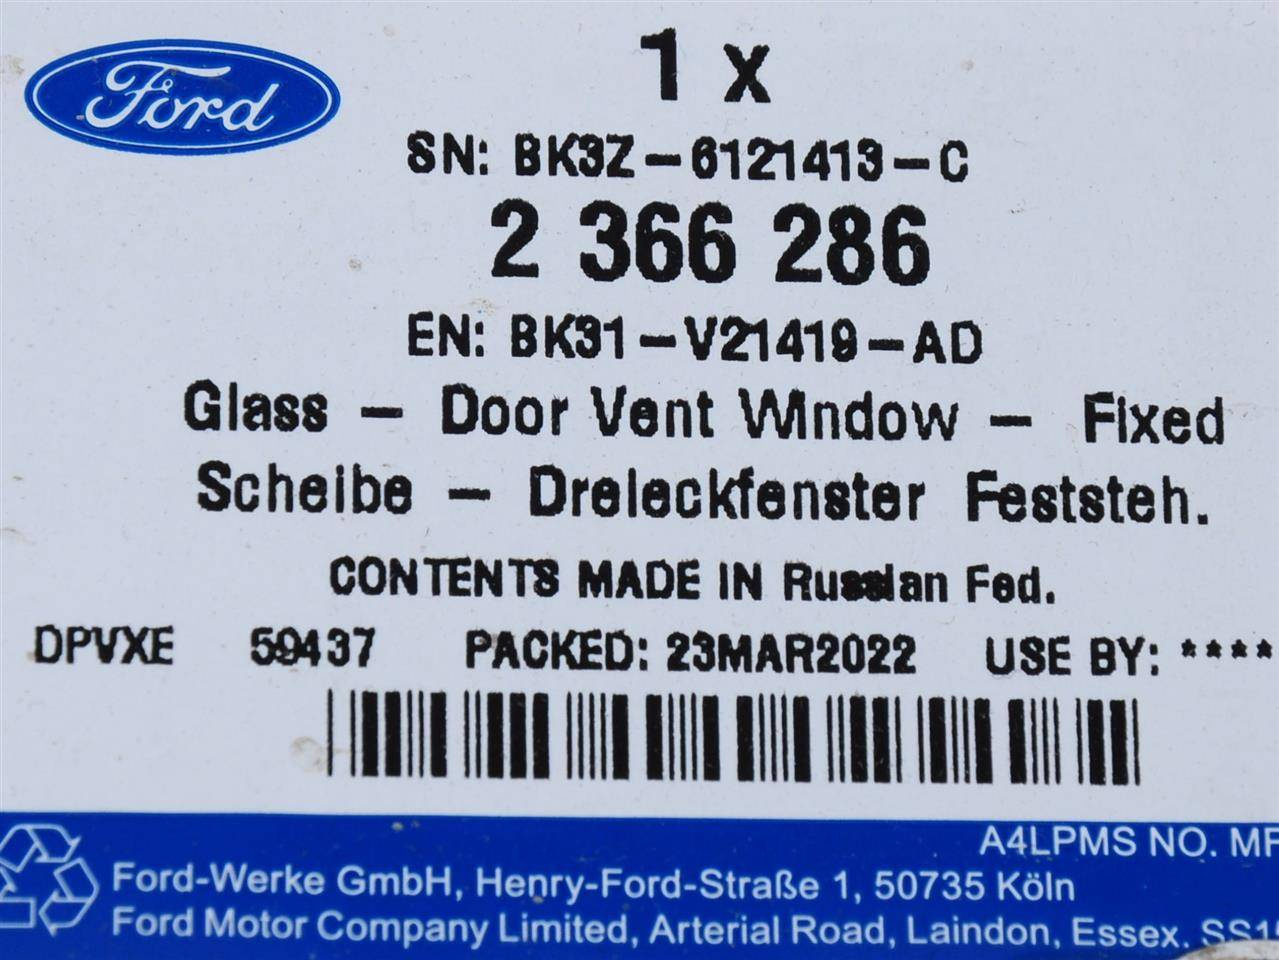 Ford
1 x
SN: BK3Z-6121413-C
2 366 286
EN: BK31-V21419-AD
Glass - Door Vent Window - Fixed
Scheibe - Dreieckfenster Feststeh.
CONTENTS MADE IN Russian Fed.
DPVXE 59437 PACKED: 23MAR2022 USE BY: ****
A4LPMS NO.
Ford-Werke GmbH, Henry-Ford-Straße 1, 50735 Köln
Ford Motor Company Limited, Arterial Road, Laindon, Essex.